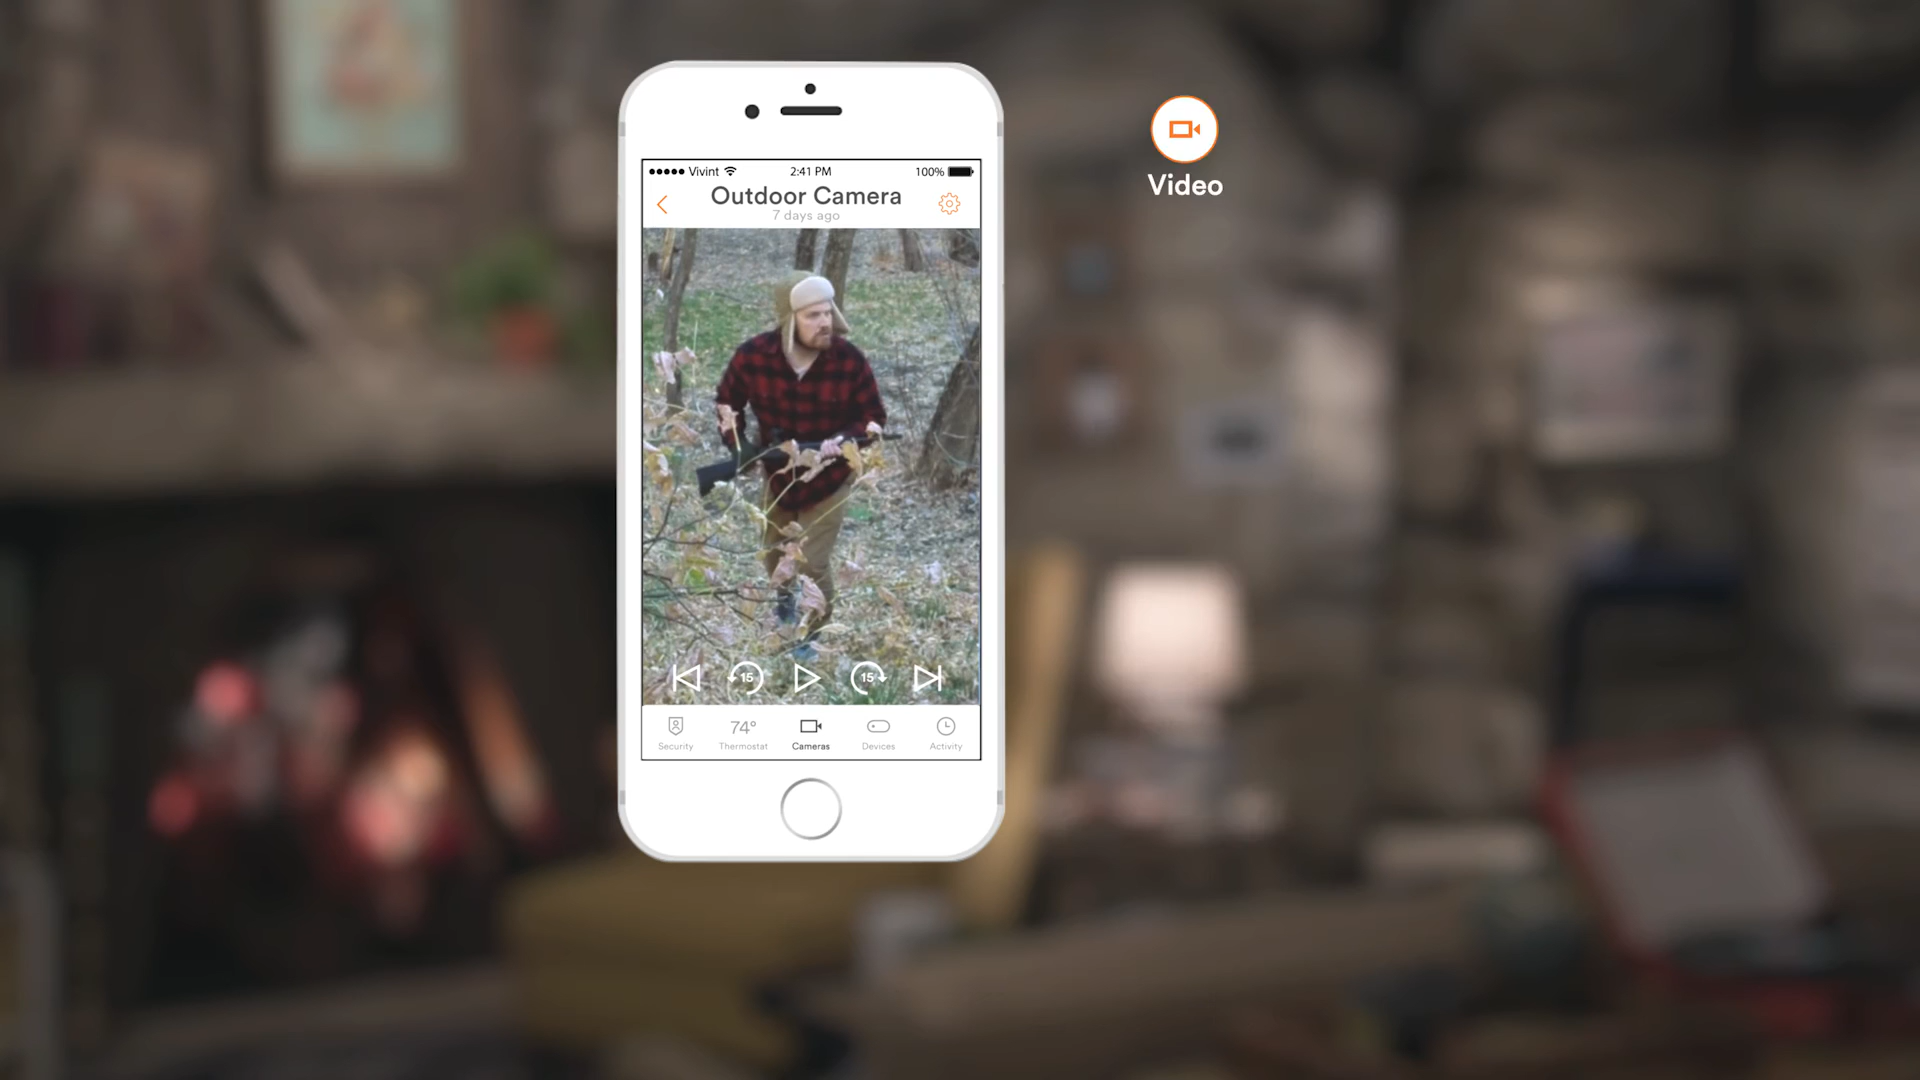 Vivint
2:41 PM
100%
Outdoor Camera
7 days ago
Video
15
15
74°
Security
Thermostat
Cameras
Devices
Activity